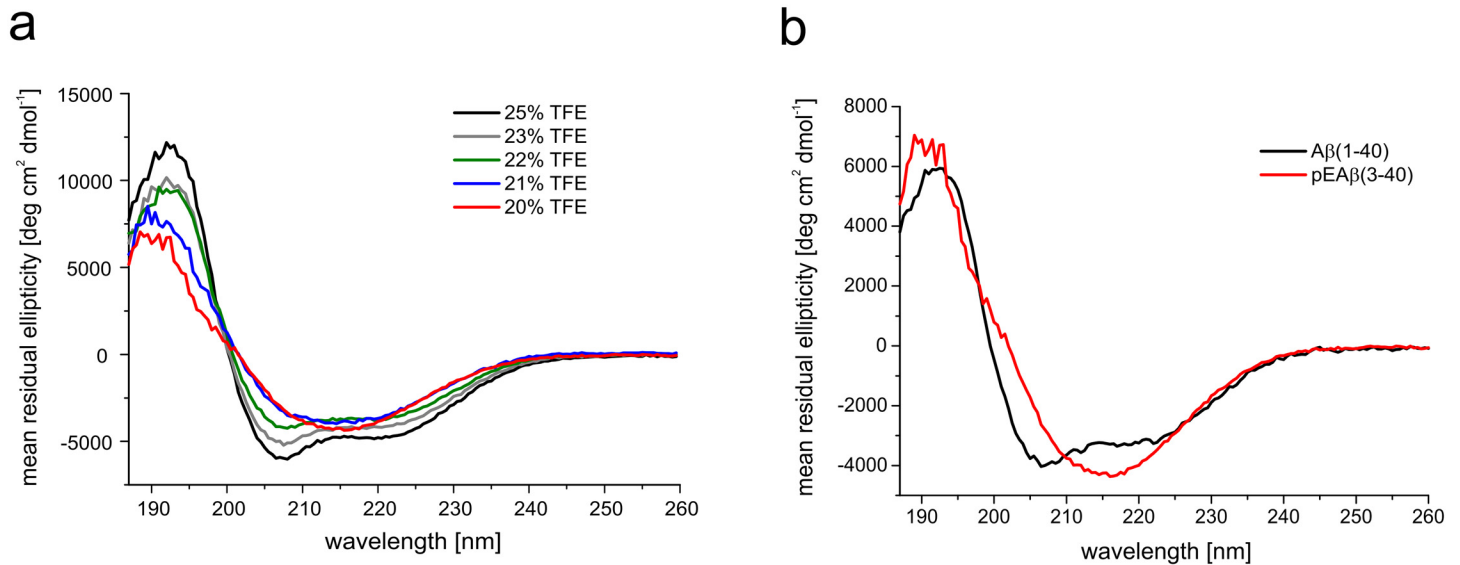 a
mean residual ellipticity [deg cm² dmol⁻¹]
15000
10000
5000
0
-5000
190 200 210 220 230 240 250 260
wavelength [nm]
25% TFE
23% TFE
22% TFE
21% TFE
20% TFE
b
mean residual ellipticity [deg cm² dmol⁻¹]
8000
6000
4000
2000
0
-2000
-4000
190 200 210 220 230 240 250 260
wavelength [nm]
Aβ(1-40)
pEAβ(3-40)